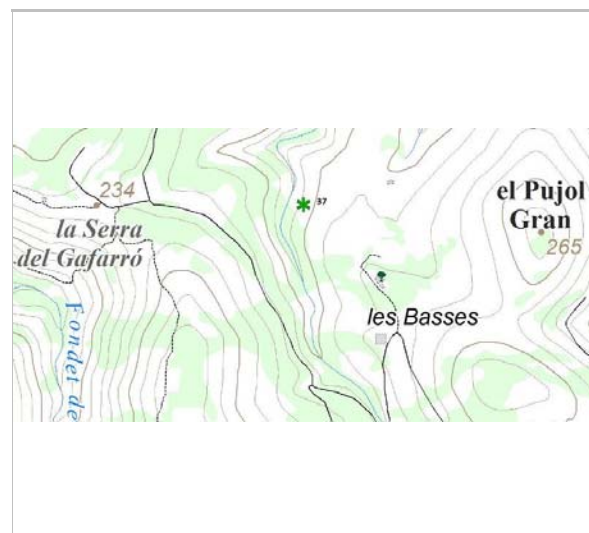 234
la Serra
del Gafarró
37
el Pujol
Gran
265
les Basses
Fondet de